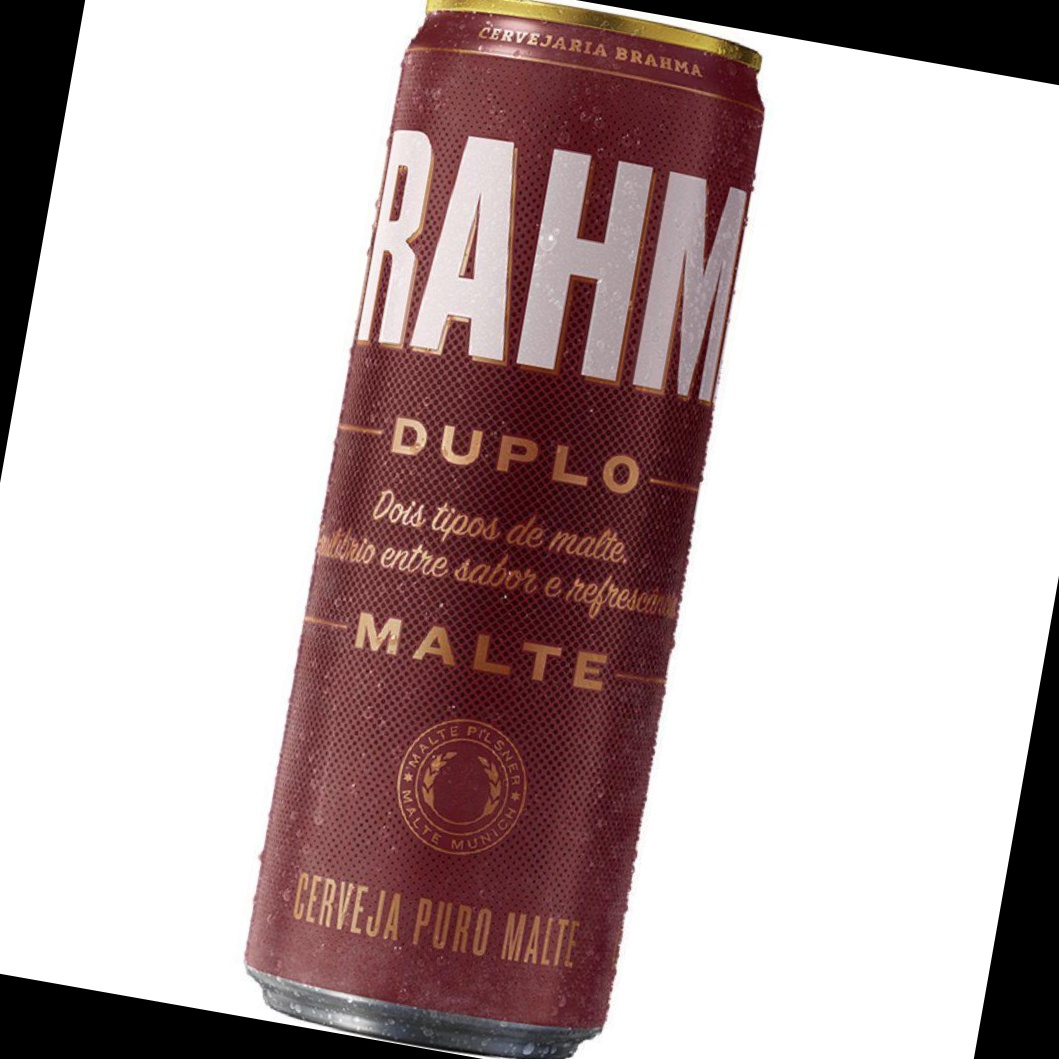 CERVEJARIA BRAHMA
RAHM
DUPLO
Dois tipos de malte.
entre sabor e
MALTE
MALTE PILSNER
MALTE MUNICH
CERVEJA PURO MALTE